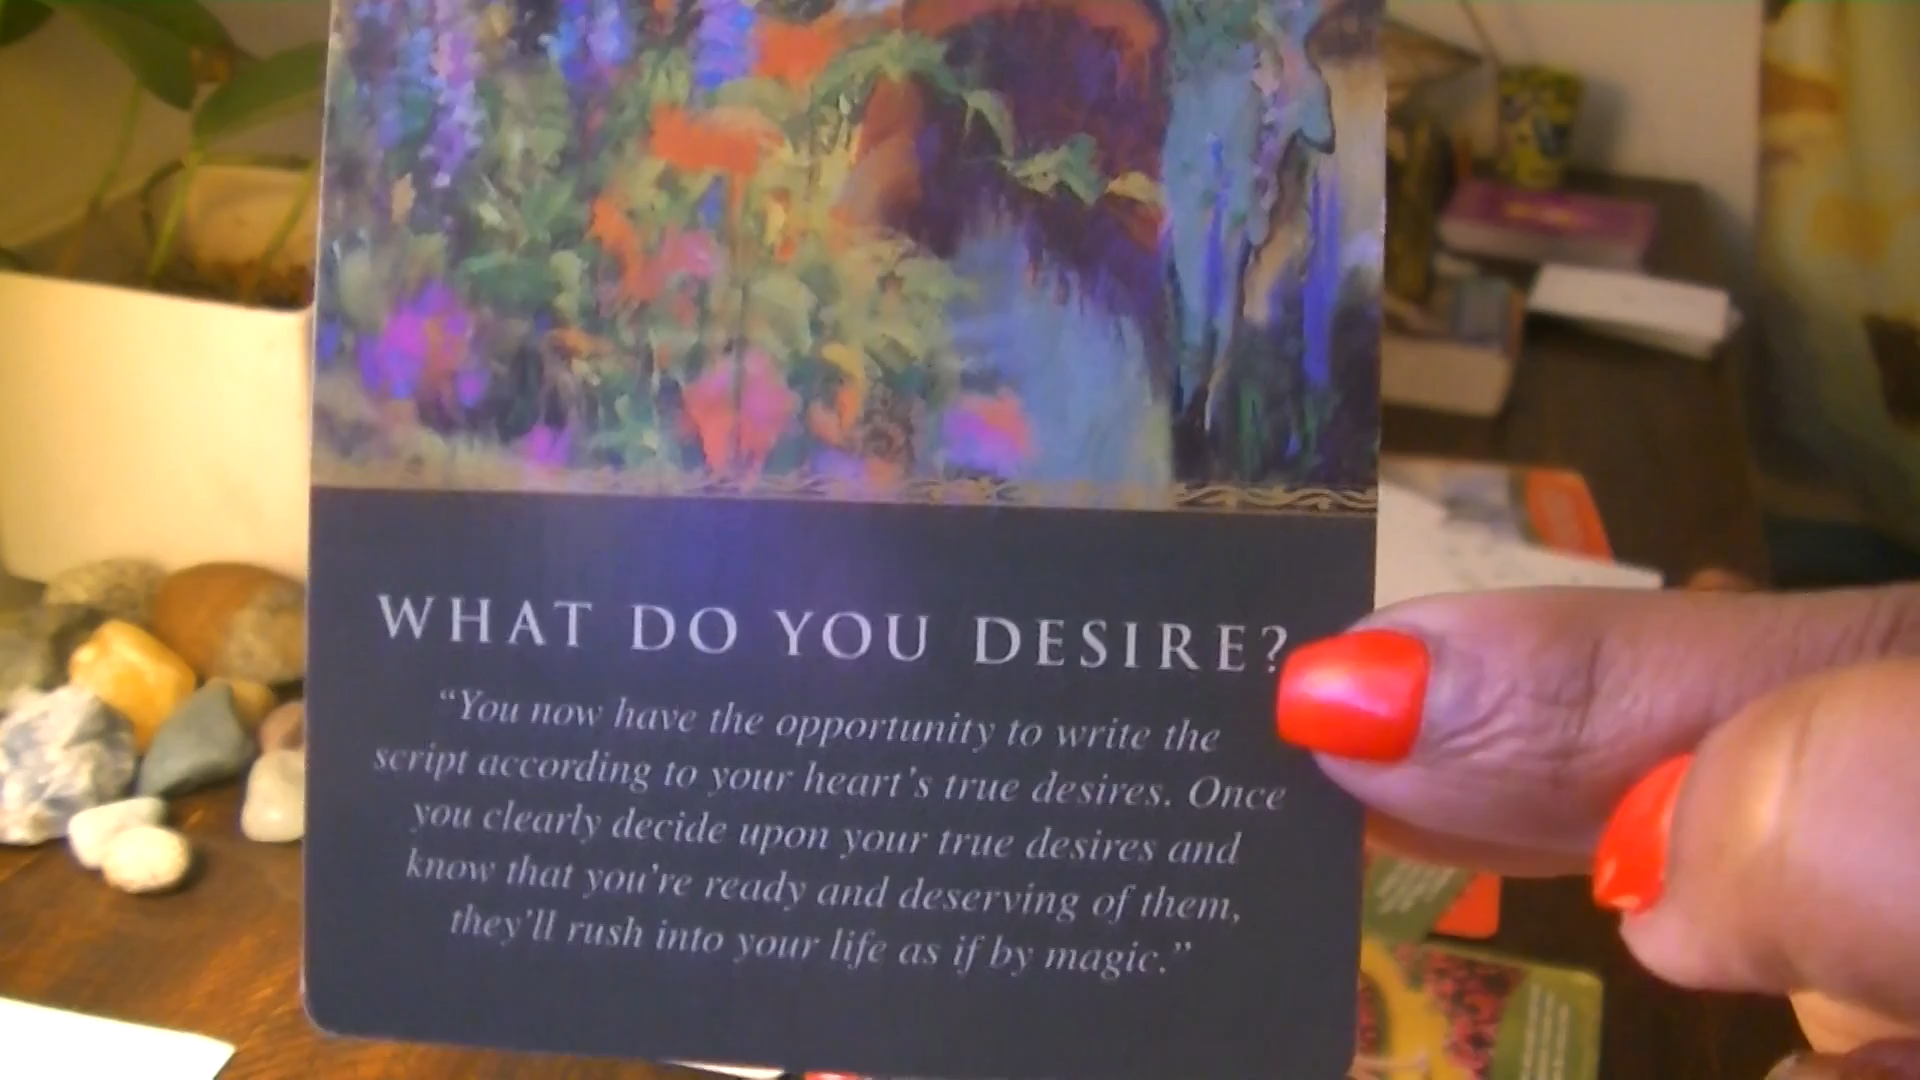 WHAT DO YOU DESIRE?
“You now have the opportunity to write the
script according to your heart's true desires. Once
you clearly decide upon your true desires and
know that you're ready and deserving of them,
they'll rush into your life as if by magic.”